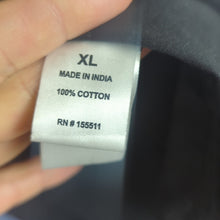 XL
MADE IN INDIA
100% COTTON
RN # 155511